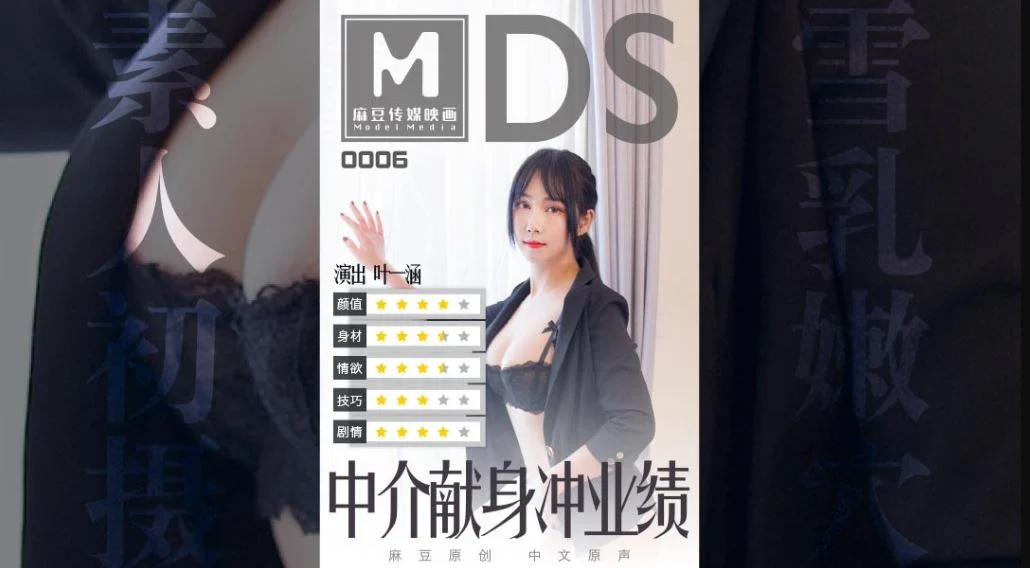 素人初摄
M
麻豆传媒映画
Model Media
DS
0006
演出 叶一涵
颜值
身材
情欲
技巧
剧情
中介献身冲业绩
麻豆原创 中文原声
雪乳嫩穴